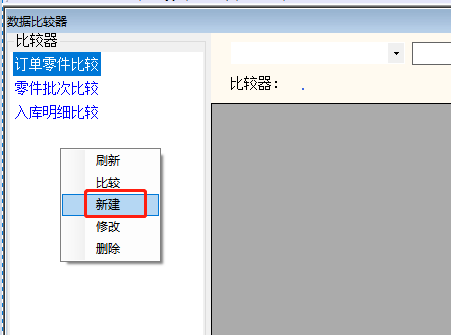 数据比较器
比较器
订单零件比较
零件批次比较
入库明细比较
比较器： .
刷新
比较
新建
修改
删除